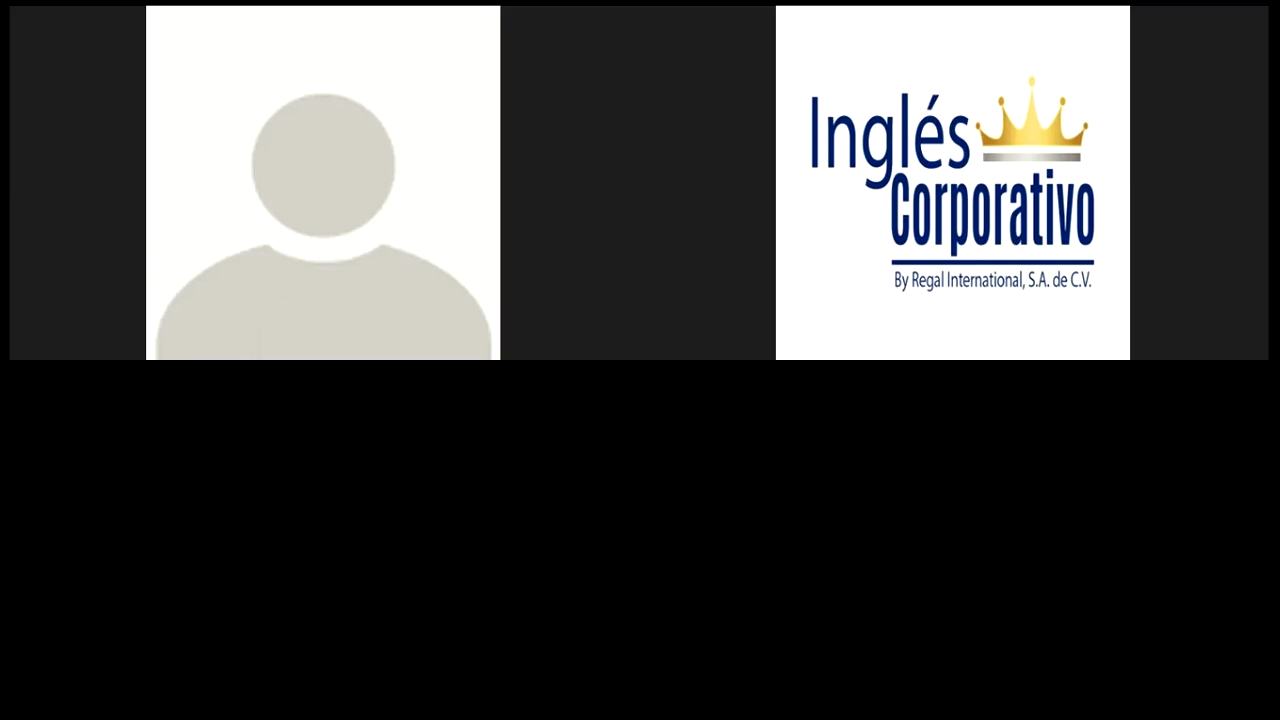 Inglés
Corporativo
By Regal International, S.A. de C.V.